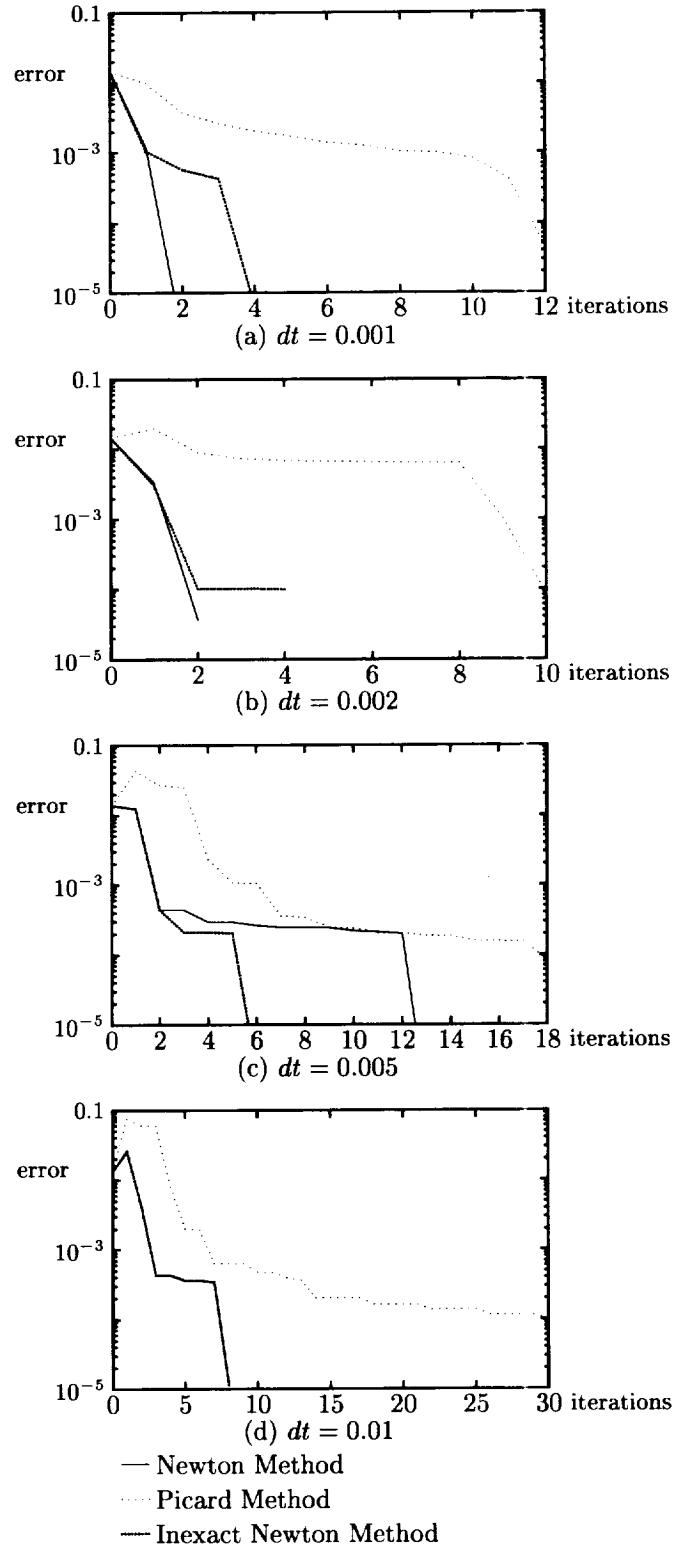 0.1
error
10^{-3}
10^{-5}
0 2 4 6 8 10 12 iterations
(a) dt = 0.001
0.1
error
10^{-3}
10^{-5}
0 2 4 6 8 10 iterations
(b) dt = 0.002
0.1
error
10^{-3}
10^{-5}
0 2 4 6 8 10 12 14 16 18 iterations
(c) dt = 0.005
0.1
error
10^{-3}
10^{-5}
0 5 10 15 20 25 30 iterations
(d) dt = 0.01
Newton Method
Picard Method
Inexact Newton Method